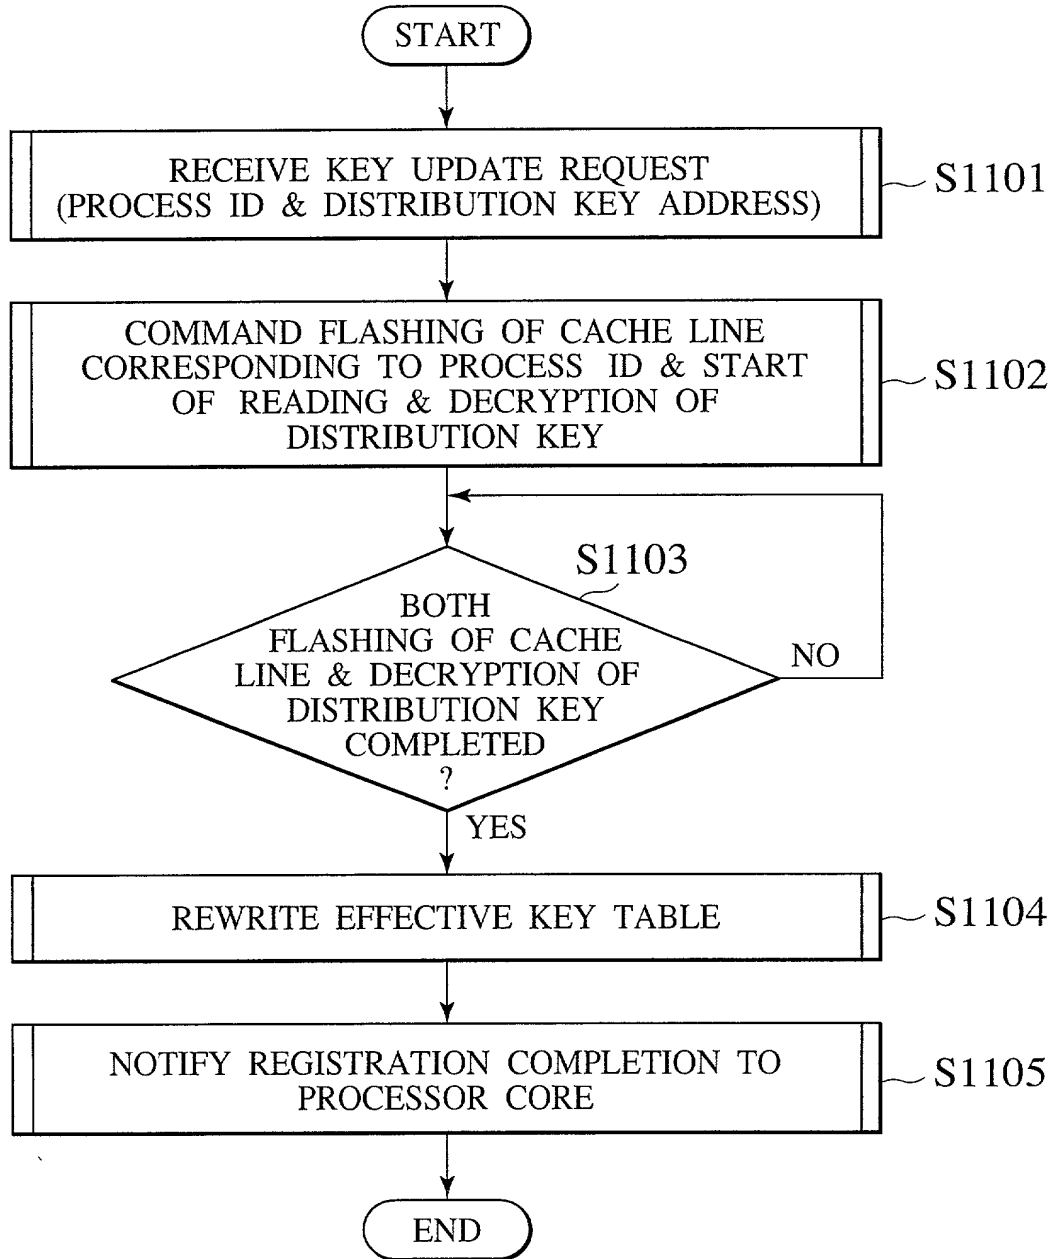 START
RECEIVE KEY UPDATE REQUEST
(PROCESS ID & DISTRIBUTION KEY ADDRESS)
S1101
COMMAND FLASHING OF CACHE LINE
CORRESPONDING TO PROCESS ID & START
OF READING & DECRYPTION OF
DISTRIBUTION KEY
S1102
S1103
BOTH
FLASHING OF CACHE
LINE & DECRYPTION OF
DISTRIBUTION KEY
COMPLETED
?
NO
YES
REWRITE EFFECTIVE KEY TABLE
S1104
NOTIFY REGISTRATION COMPLETION TO
PROCESSOR CORE
S1105
END